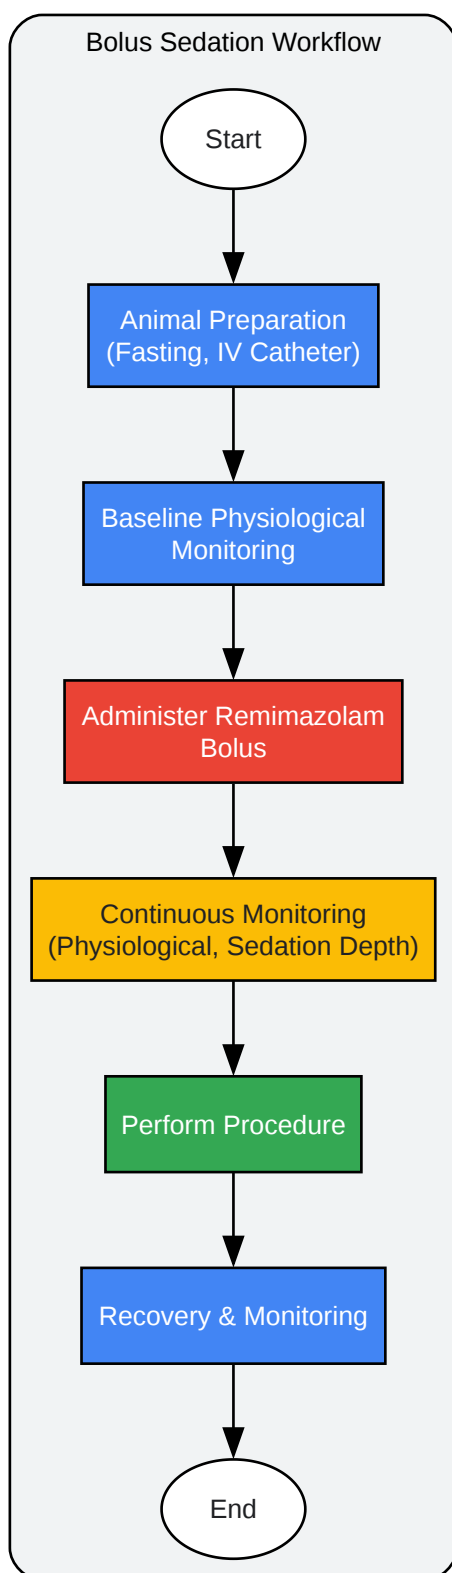 Bolus Sedation Workflow
Start
Animal Preparation
(Fasting, IV Catheter)
Baseline Physiological
Monitoring
Administer Remimazolam
Bolus
Continuous Monitoring
(Physiological, Sedation Depth)
Perform Procedure
Recovery & Monitoring
End